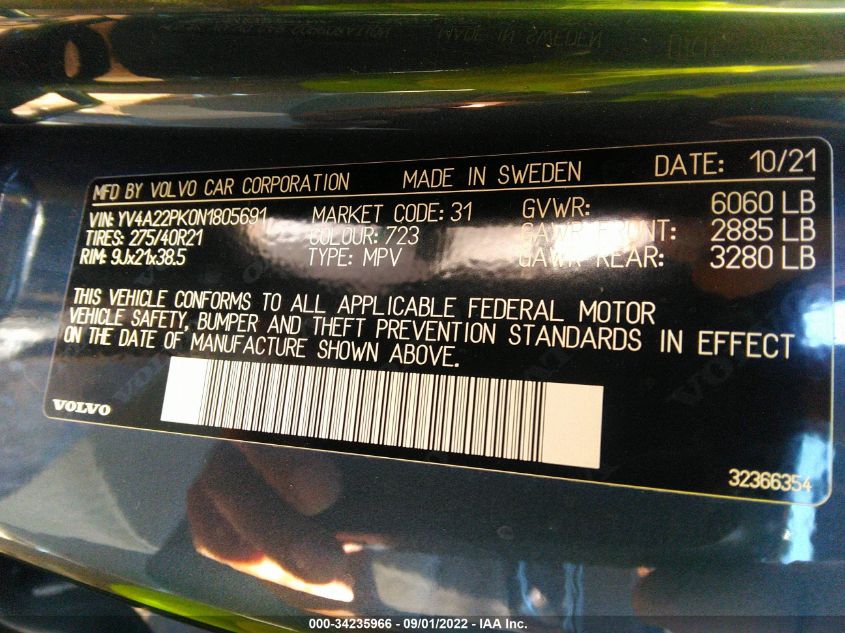 MFD BY VOLVO CAR CORPORATION MADE IN SWEDEN DATE: 10/21
VIN: YV4A22PK0N1805691 MARKET CODE: 31 GVWR: 6060 LB
TIRES: 275/40R21 COLOUR: 723 GAWR FRONT: 2885 LB
RIM: 9Jx21x38.5 TYPE: MPV GAWR REAR: 3280 LB
THIS VEHICLE CONFORMS TO ALL APPLICABLE FEDERAL MOTOR
VEHICLE SAFETY, BUMPER AND THEFT PREVENTION STANDARDS IN EFFECT
ON THE DATE OF MANUFACTURE SHOWN ABOVE.
VOLVO
32366354
000-34235966 - 09/01/2022 - IAA Inc.